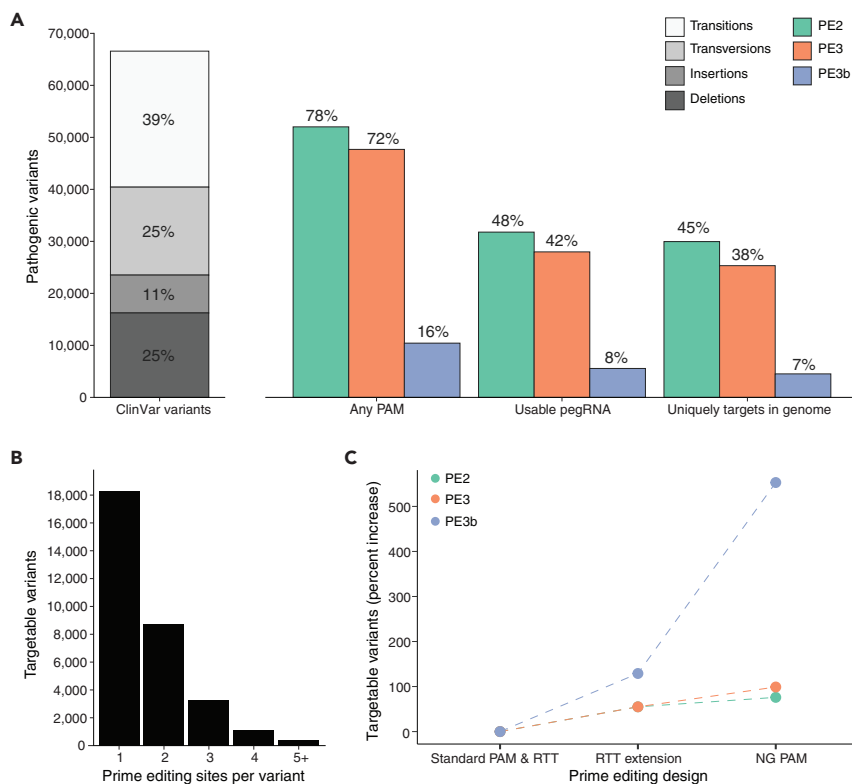 A
Pathogenic variants
70,000
60,000
50,000
40,000
30,000
20,000
10,000
0
39%
25%
11%
25%
ClinVar variants
Transitions
Transversions
Insertions
Deletions
PE2
PE3
PE3b
78%
72%
16%
48%
42%
8%
45%
38%
7%
Any PAM
Usable pegRNA
Uniquely targets in genome
B
Targetable variants
18,000
16,000
14,000
12,000
10,000
8,000
6,000
4,000
2,000
0
1 2 3 4 5+
Prime editing sites per variant
C
Targetable variants (percent increase)
PE2
PE3
PE3b
500
400
300
200
100
0
Standard PAM & RTT RTT extension NG PAM
Prime editing design